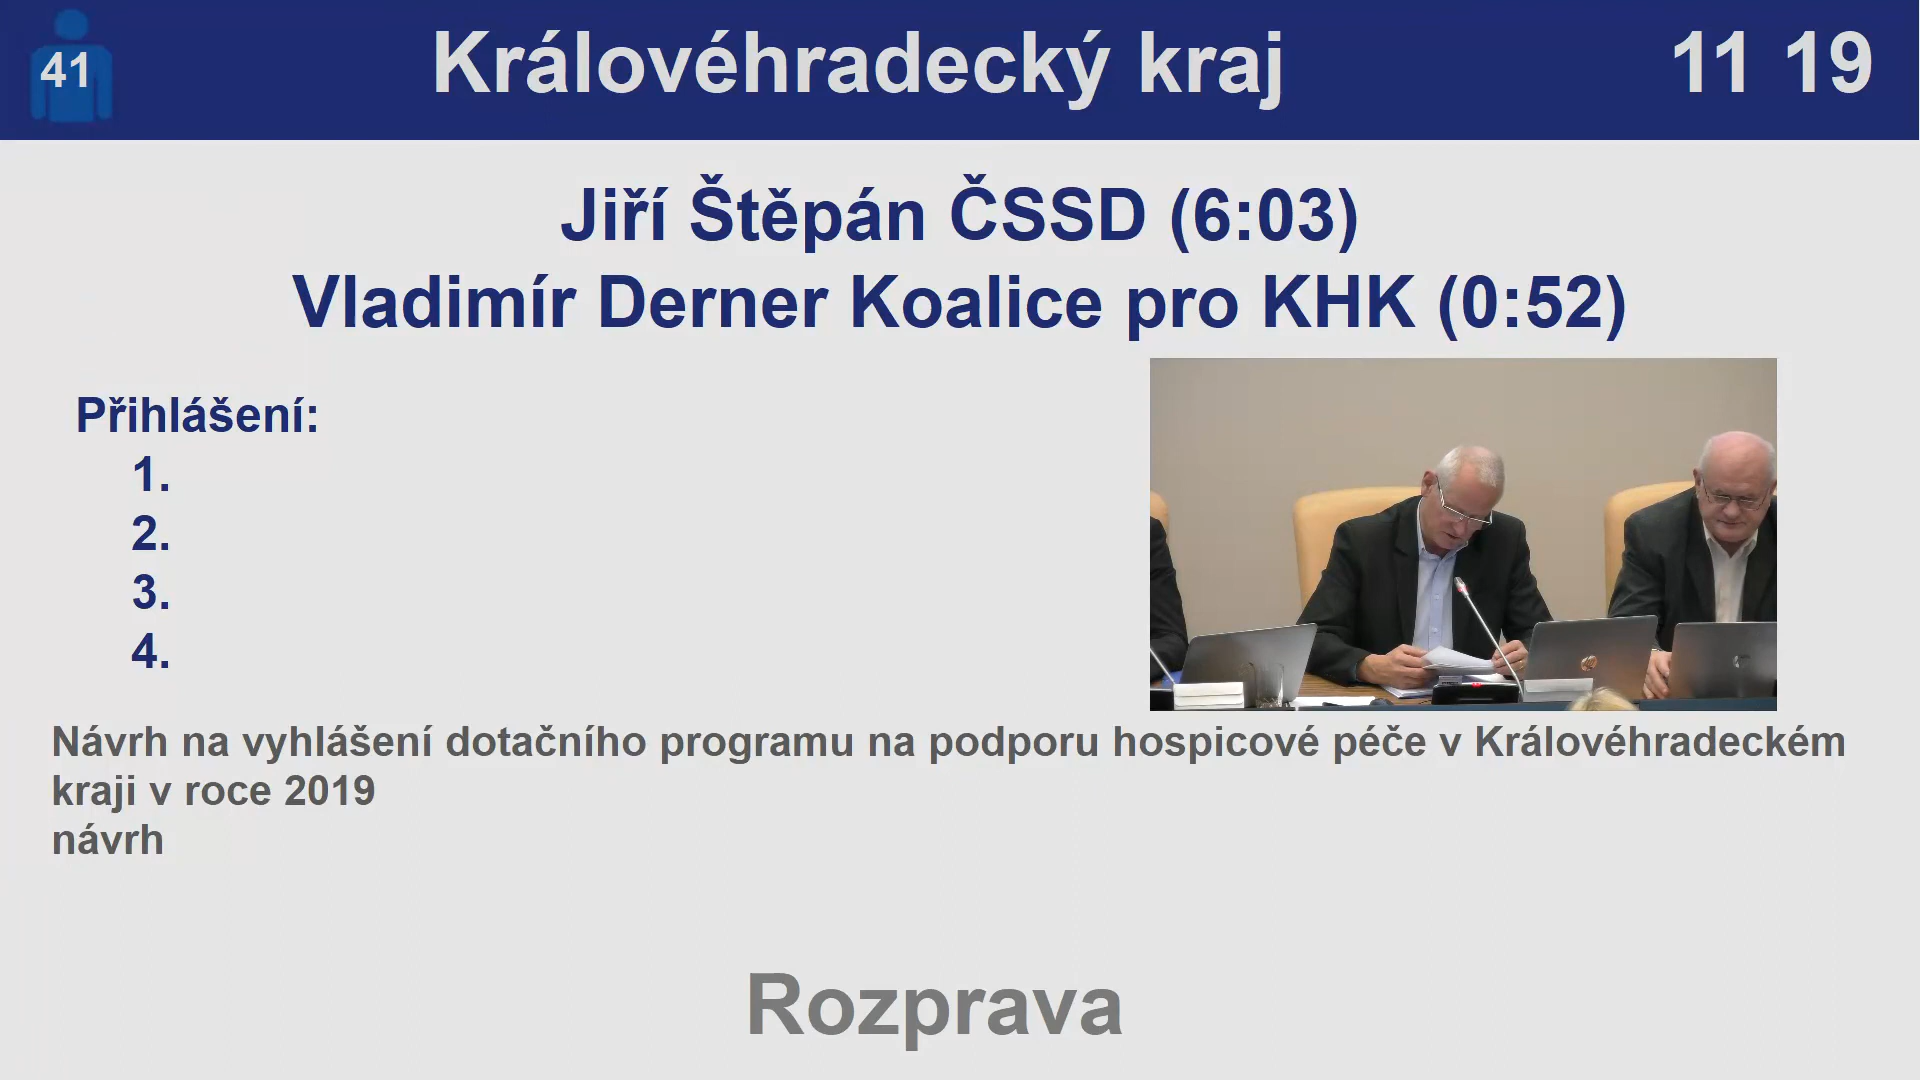 41
Královéhradecký kraj
11 19
Jiří Štěpán ČSSD (6:03)
Vladimír Derner Koalice pro KHK (0:52)
Přihlášení:
1.
2.
3.
4.
Návrh na vyhlášení dotačního programu na podporu hospicové péče v Královéhradeckém
kraji v roce 2019
návrh
Rozprava